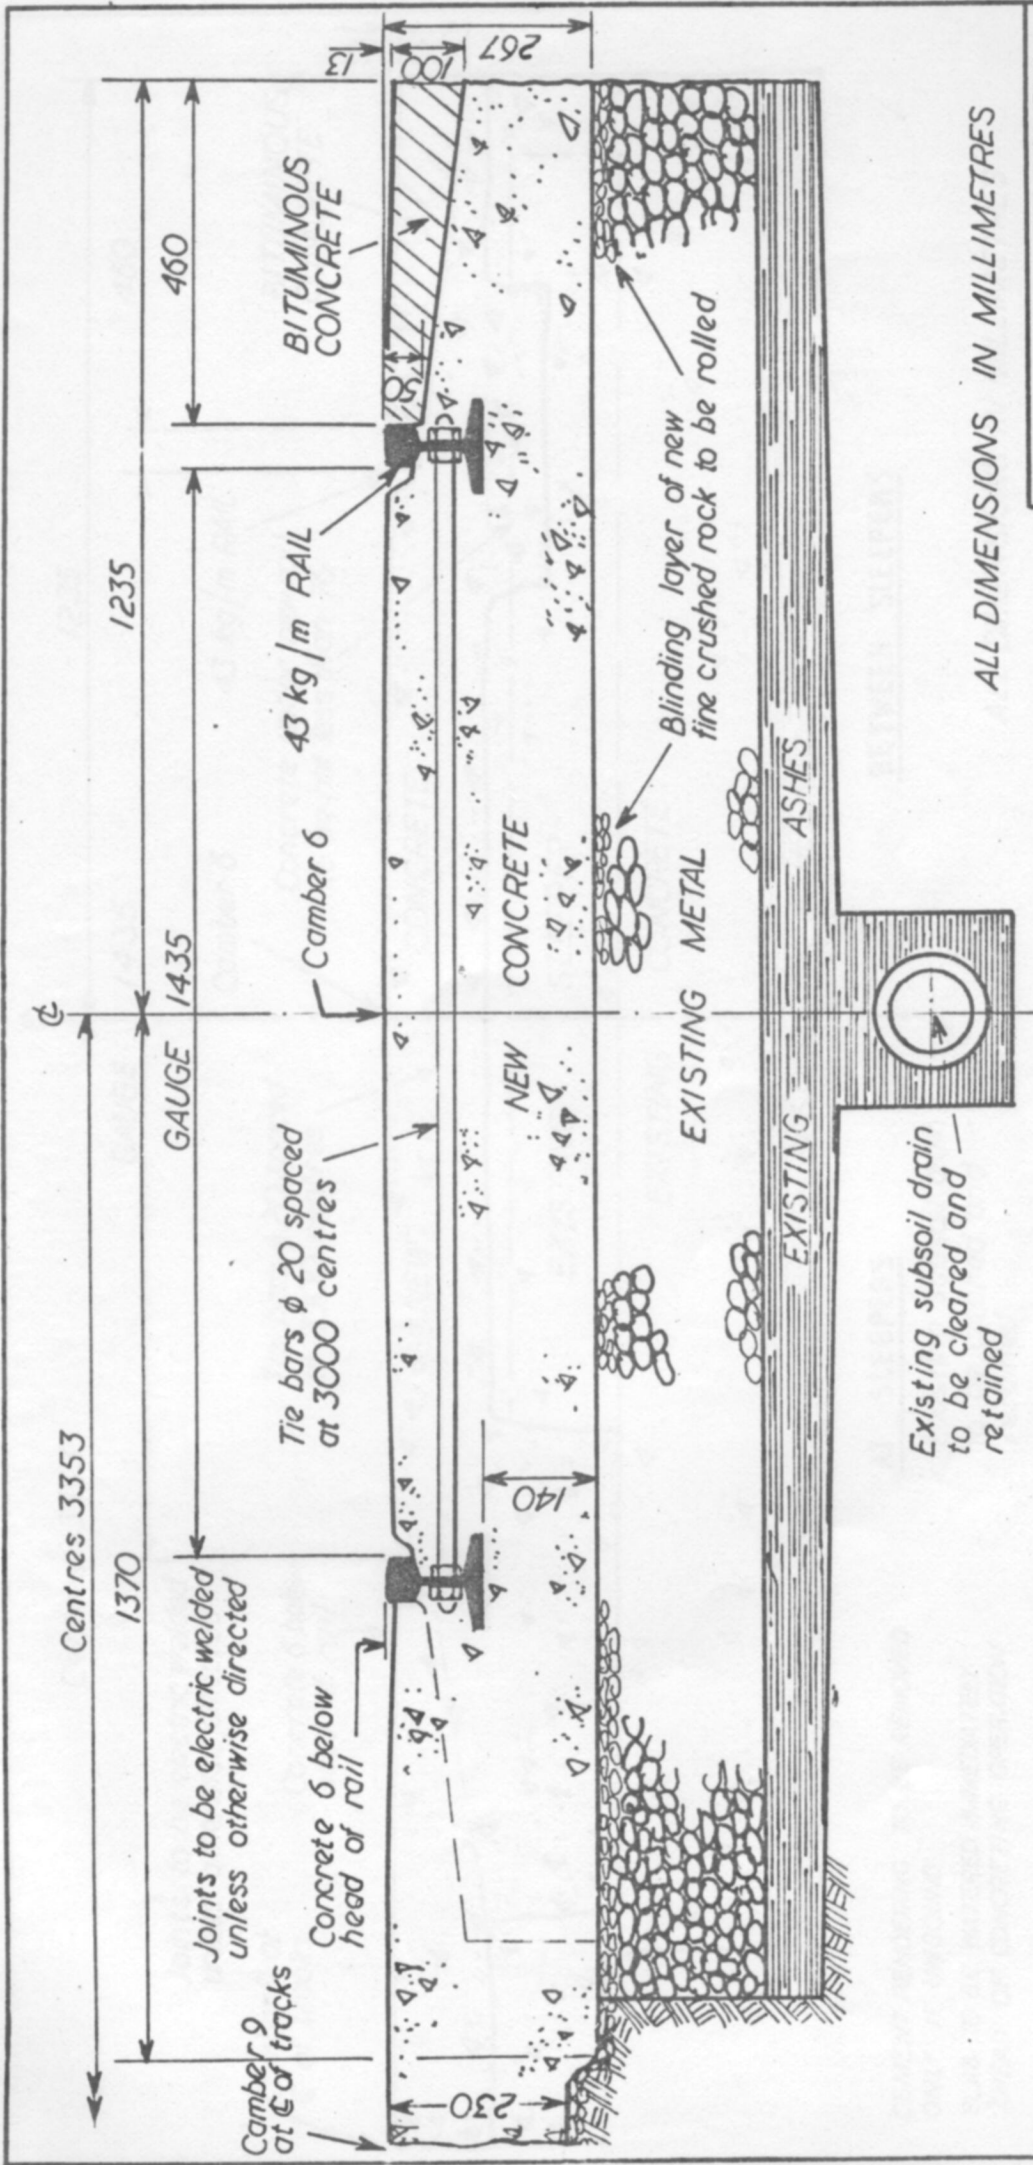 Centres 3353
℄
1370
1235
GAUGE 1435
460
Joints to be electric welded
unless otherwise directed
Camber 9
at ℄ of tracks
Concrete 6 below
head of rail
Tie bars ϕ 20 spaced
at 3000 centres
Camber 6
43 kg/m RAIL
BITUMINOUS
CONCRETE
13
100
267
50
230
140
NEW CONCRETE
Blinding layer of new
fine crushed rock to be rolled
EXISTING METAL
EXISTING ASHES
Existing subsoil drain
to be cleared and
retained
ALL DIMENSIONS IN MILLIMETRES